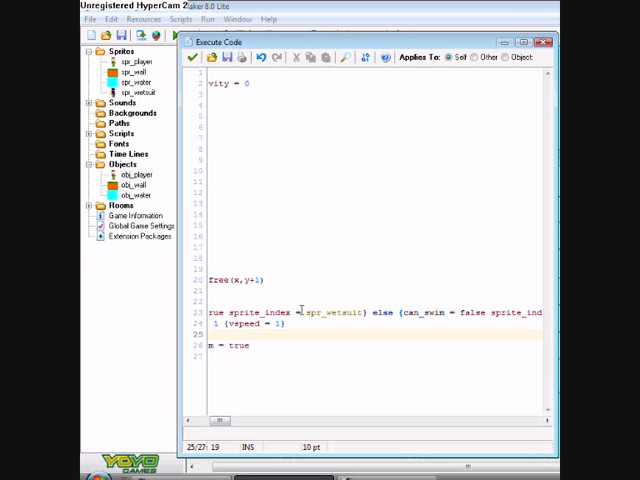 Unregistered HyperCam 2
aker 8.0 Lite
File Edit Resources Scripts Run Window Help
Execute Code
Applies To: Self Other Object
Sprites
spr_player
spr_wall
spr_water
spr_wetsuit
Sounds
Backgrounds
Paths
Scripts
Fonts
Time Lines
Objects
obj_player
obj_wall
obj_water
Rooms
Game Information
Global Game Settings
Extension Packages
1
2 vity = 0
3
4
5
6
7
8
9
10
11
12
13
14
15
16
17
18
19
20 free(x,y+1)
21
22
23 rue sprite_index = spr_wetsuit} else {can_swim = false sprite_ind
24 1 {vspeed = 1}
25
26 m = true
27
25/27: 19 INS 10 pt
YOYO
GAMES